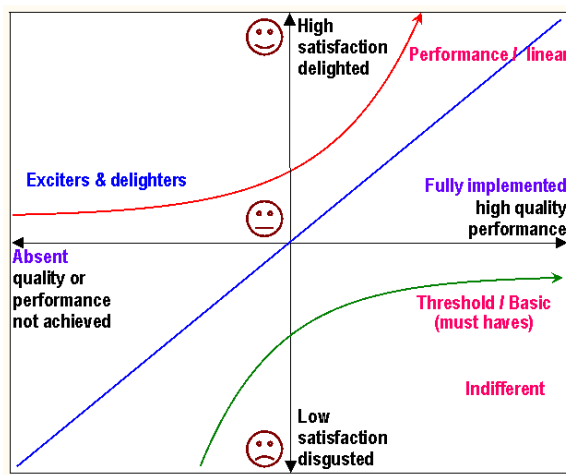 High
satisfaction
delighted
Performance / linear
Exciters & delighters
Fully implemented
high quality
performance
Absent
quality or
performance
not achieved
Threshold / Basic
(must haves)
Indifferent
Low
satisfaction
disgusted